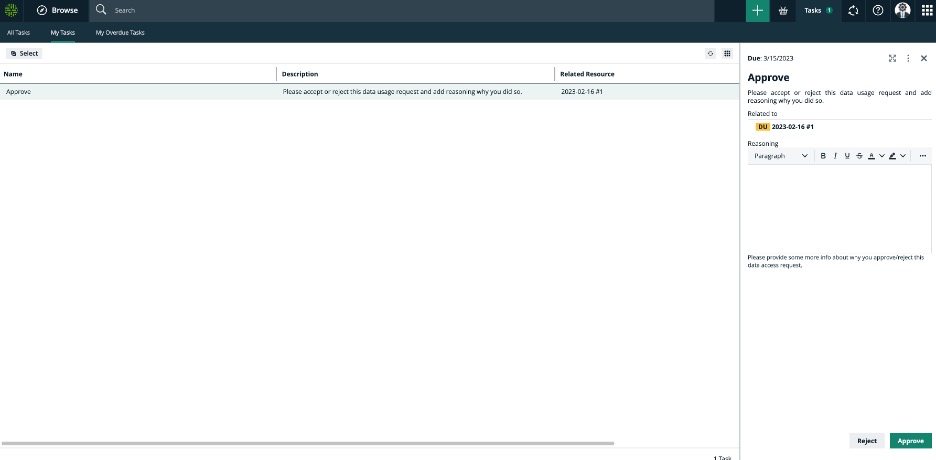 Browse
Search
Tasks 1
All Tasks
My Tasks
My Overdue Tasks
Select
Name
Description
Related Resource
Approve
Please accept or reject this data usage request and add reasoning why you did so.
2023-02-16 #1
1 Task
Due: 3/15/2023
Approve
Please accept or reject this data usage request and add
reasoning why you did so.
Related to
DU 2023-02-16 #1
Reasoning
Paragraph B I U S A
Please provide some more info about why you approve/reject this
data access request.
Reject
Approve